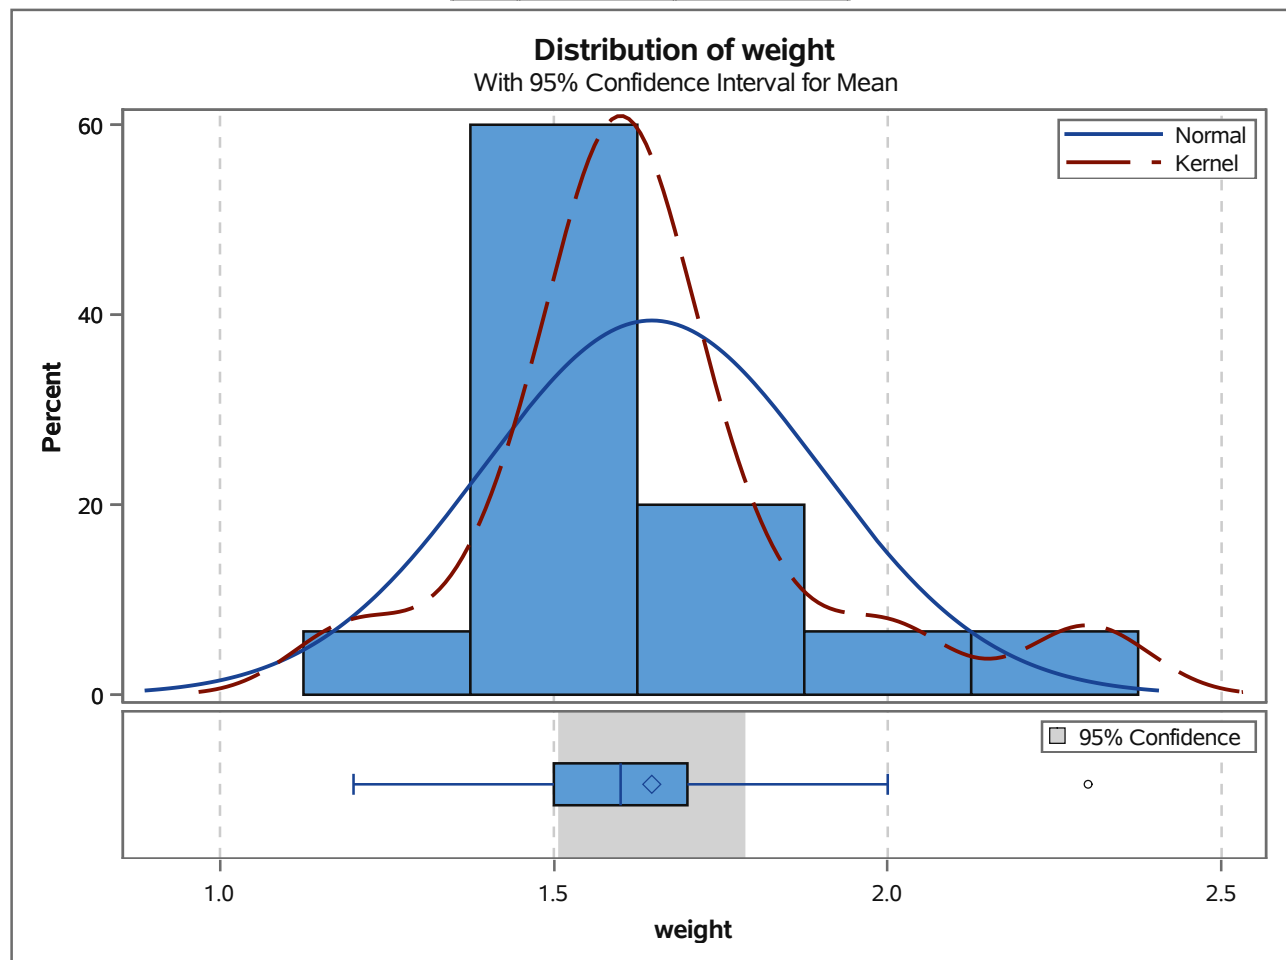 Distribution of weight
With 95% Confidence Interval for Mean
60
40
20
0
Percent
Normal
Kernel
95% Confidence
1.0 1.5 2.0 2.5
weight